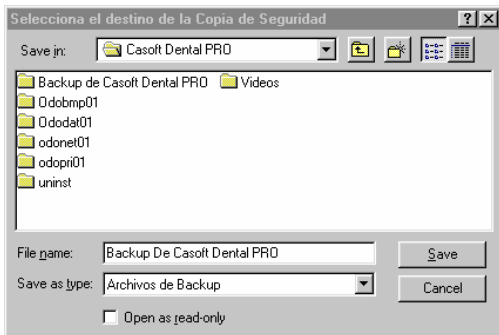 Selecciona el destino de la Copia de Seguridad
Save in: Casoft Dental PRO
Backup de Casoft Dental PRO Videos
Odobmp01
Ododat01
odonet01
odopri01
uninst
File name: Backup De Casoft Dental PRO Save
Save as type: Archivos de Backup Cancel
Open as read-only